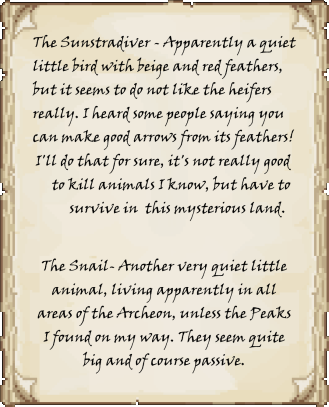 The Sunstradiver - Apparently a quiet
little bird with beige and red feathers,
but it seems to do not like the heifers
really. I heard some people saying you
can make good arrows from its feathers!
I'll do that for sure, it's not really good
to kill animals I know, but have to
survive in this mysterious land.
The Snail- Another very quiet little
animal, living apparently in all
areas of the Archeon, unless the Peaks
I found on my way. They seem quite
big and of course passive.